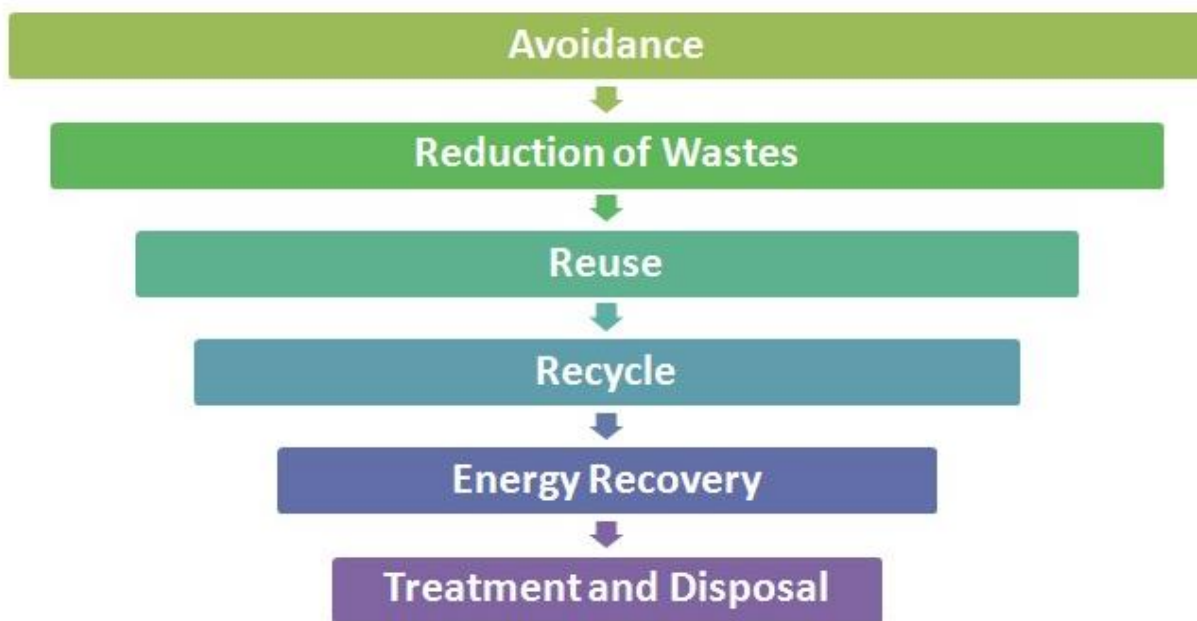 Avoidance
Reduction of Wastes
Reuse
Recycle
Energy Recovery
Treatment and Disposal